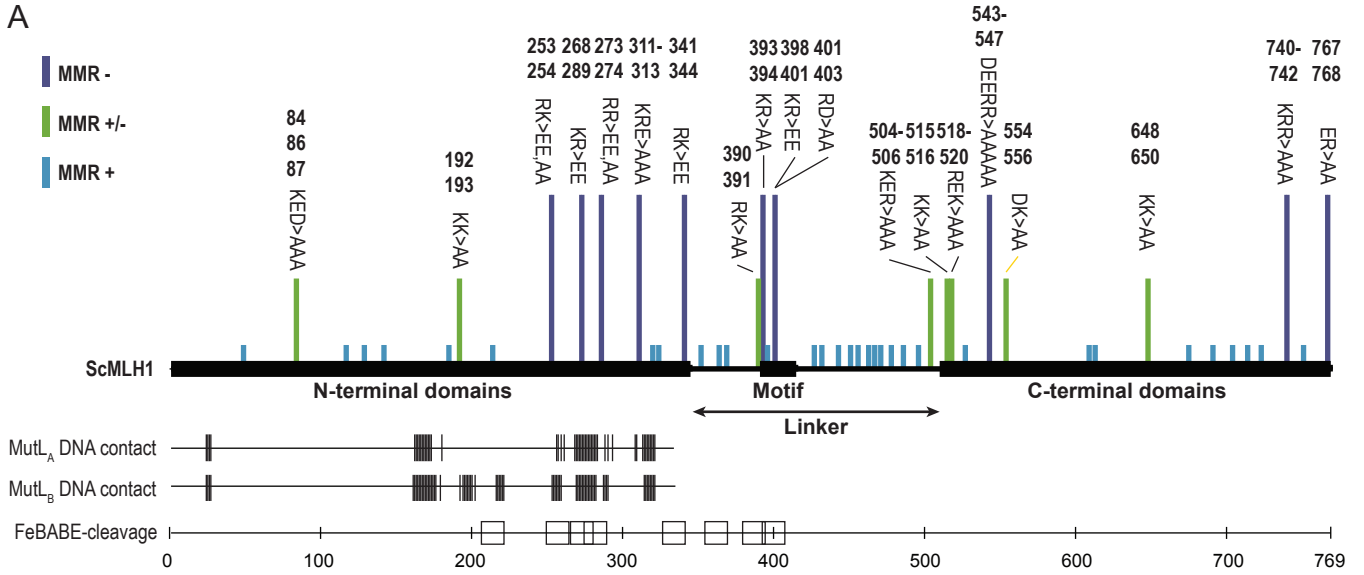 A
MMR -
MMR +/-
MMR +
84
86
87
KED>AAA
192
193
KK>AA
253
254
RK>EE,AA
268
289
KR>EE
273
274
RR>EE,AA
311-
313
KRE>AAA
341
344
RK>EE
390
391
RK>AA
393
394
KR>AA
398
401
KR>EE
401
403
RD>AA
504-
506
KER>AAA
515
516
KK>AA
518-
520
REK>AAA
543-
547
DEERR>AAAAA
554
556
DK>AA
648
650
KK>AA
740-
742
KRR>AAA
767
768
ER>AA
ScMLH1
N-terminal domains
Motif
C-terminal domains
Linker
MutL_A DNA contact
MutL_B DNA contact
FeBABE-cleavage
0 100 200 300 400 500 600 700 769